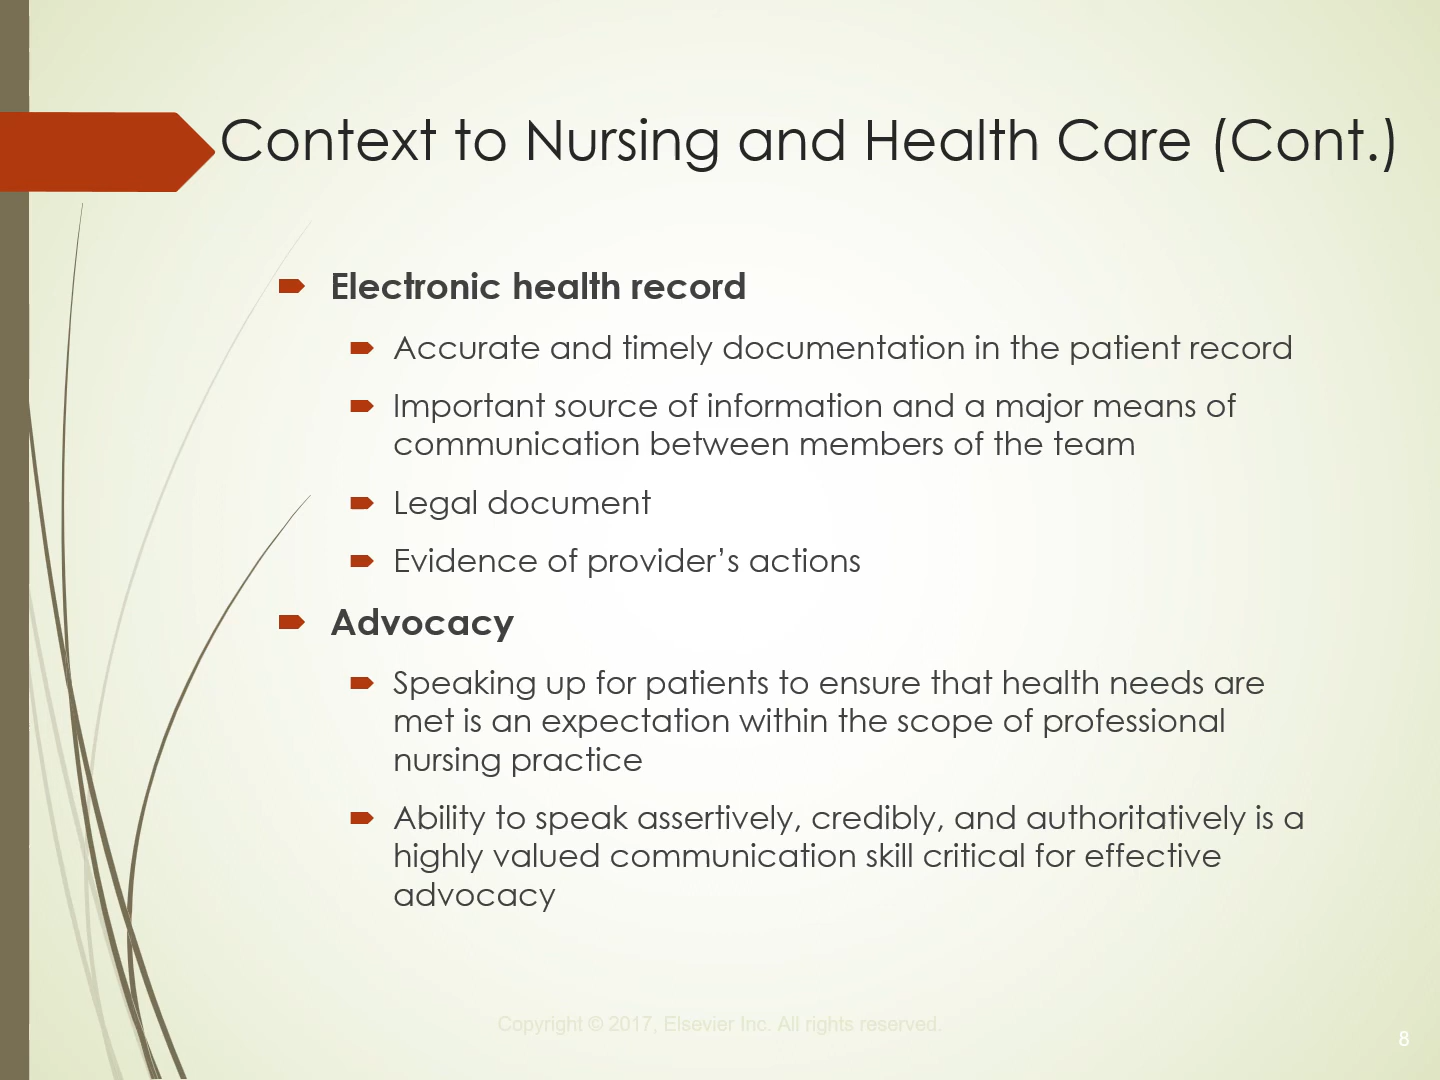 Context to Nursing and Health Care (Cont.)
Electronic health record
Accurate and timely documentation in the patient record
Important source of information and a major means of
communication between members of the team
Legal document
Evidence of provider’s actions
Advocacy
Speaking up for patients to ensure that health needs are
met is an expectation within the scope of professional
nursing practice
Ability to speak assertively, credibly, and authoritatively is a
highly valued communication skill critical for effective
advocacy
Copyright © 2017, Elsevier Inc. All rights reserved.
8